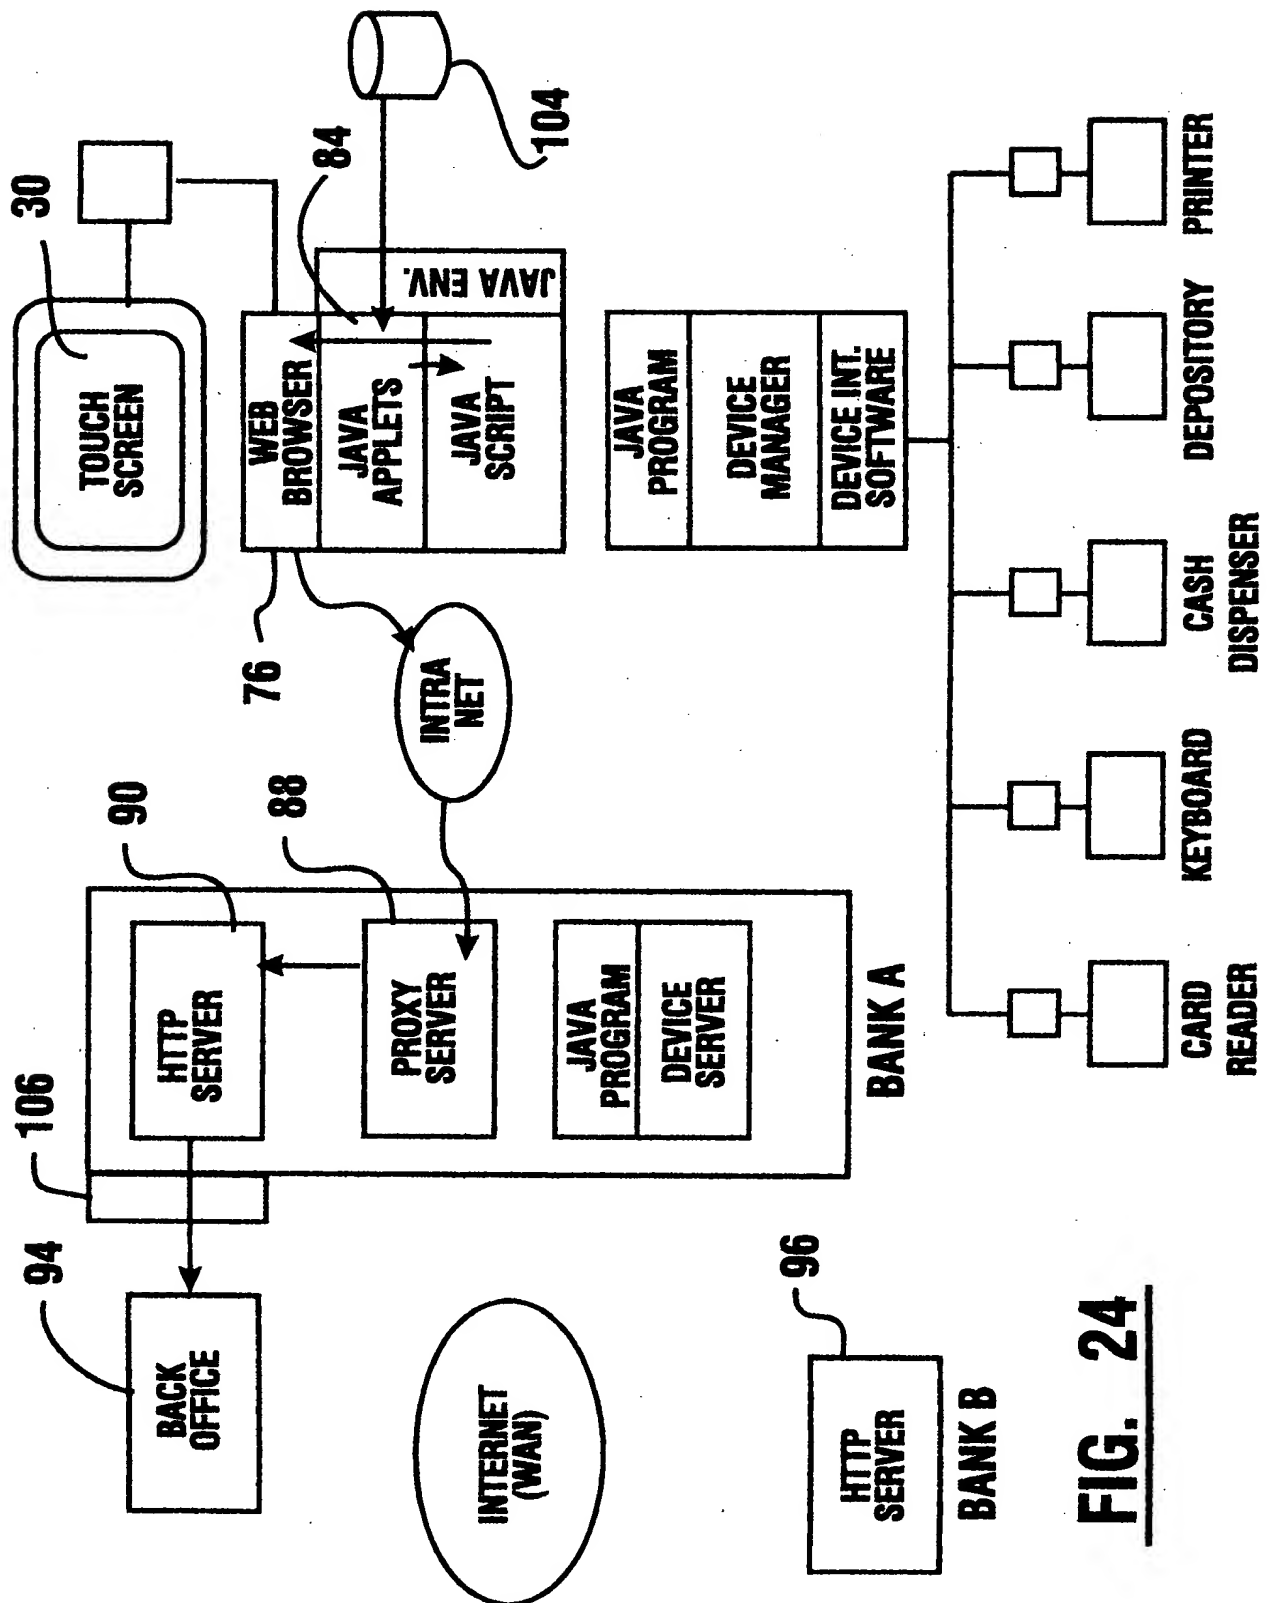 94
BACK
OFFICE
106
HTTP
SERVER
90
30
TOUCH
SCREEN
INTERNET
(WAN)
PROXY
SERVER
88
INTRA
NET
76
WEB
BROWSER
JAVA
APPLETS
JAVA
SCRIPT
JAVA ENV.
84
104
JAVA
PROGRAM
DEVICE
SERVER
BANK A
JAVA
PROGRAM
DEVICE
MANAGER
DEVICE INT.
SOFTWARE
96
HTTP
SERVER
BANK B
CARD
READER
KEYBOARD
CASH
DISPENSER
DEPOSITORY
PRINTER
FIG. 24